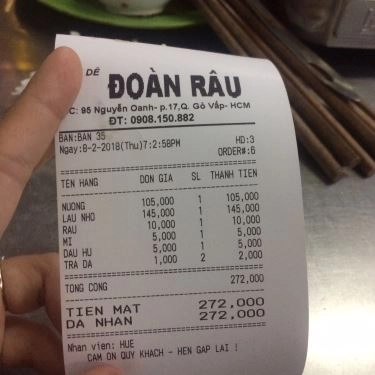 DÊ
ĐOÀN RÂU
C: 95 Nguyễn Oanh- p.17,Q. Gò Vấp- HCM
ĐT: 0908.150.882
BAN:BAN 35
HD:3
Ngay:8-2-2018(Thu)7:2:58PM
ORDER#:6
TEN HANG DON GIA SL THANH TIEN
NUONG 105,000 1 105,000
LAU NHO 145,000 1 145,000
RAU 10,000 1 10,000
MI 5,000 1 5,000
DAU HU 5,000 1 5,000
TRA DA 1,000 2 2,000
TONG CONG 272,000
TIEN MAT 272,000
DA NHAN 272,000
Nhan vien: HUE
CAM ON QUY KHACH - HEN GAP LAI !